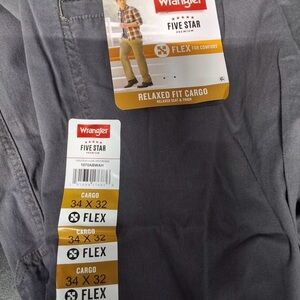 Wrangler
★★★★★
FIVE STAR
PREMIUM
FLEX FOR COMFORT
RELAXED FIT CARGO
RELAXED SEAT & THIGH
Wrangler
★★★★★
FIVE STAR
PREMIUM
CARGO
34 X 32
FLEX
CARGO
34 X 32
FLEX
CARGO
34 X 32
FLEX